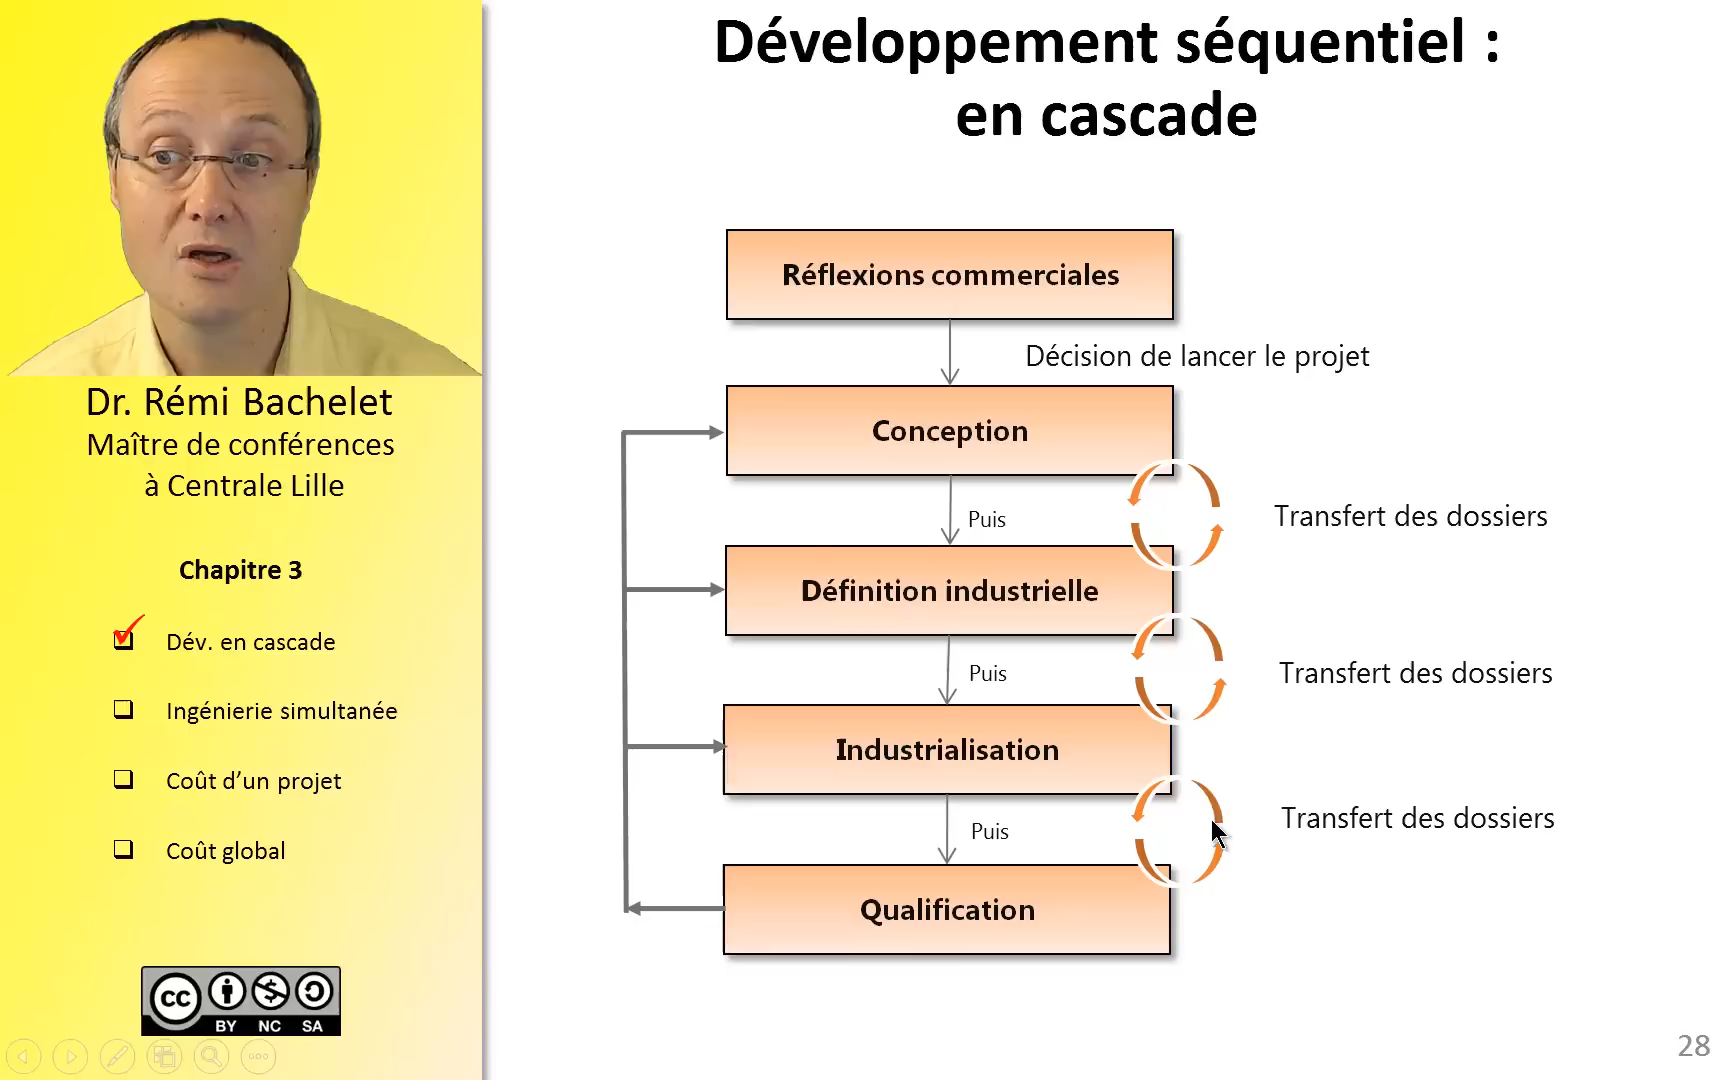 Développement séquentiel :
en cascade
Réflexions commerciales
Décision de lancer le projet
Conception
Puis
Transfert des dossiers
Définition industrielle
Puis
Transfert des dossiers
Industrialisation
Puis
Transfert des dossiers
Qualification
Dr. Rémi Bachelet
Maître de conférences
à Centrale Lille
Chapitre 3
Dév. en cascade
Ingénierie simultanée
Coût d’un projet
Coût global
cc
BY NC SA
28